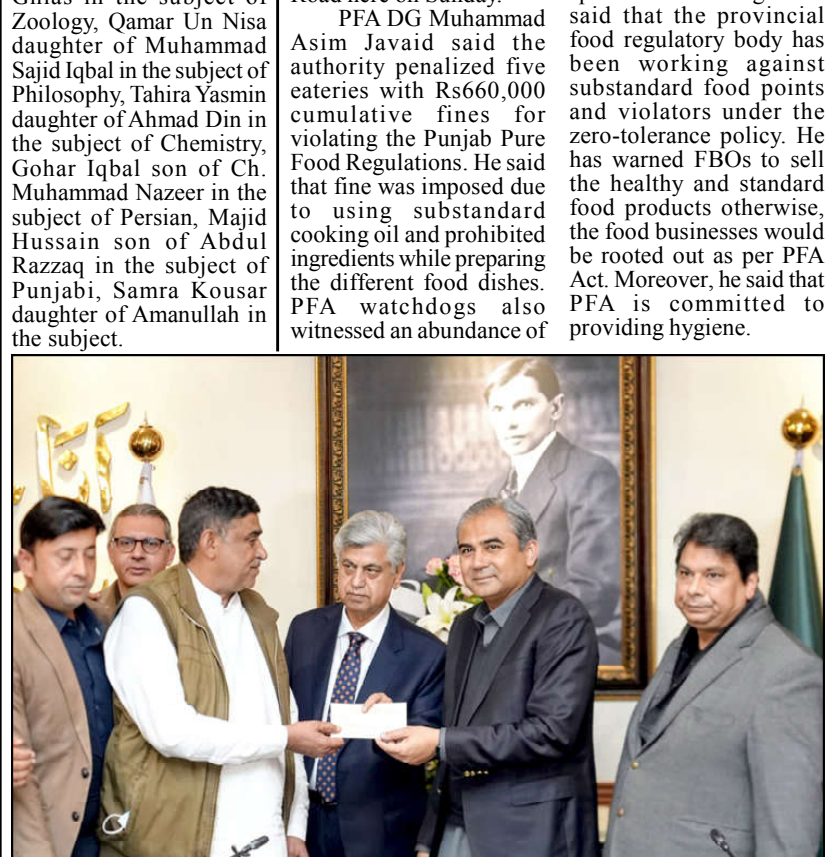 Zoology, Qamar Un Nisa
daughter of Muhammad
Sajid Iqbal in the subject of
Philosophy, Tahira Yasmin
daughter of Ahmad Din in
the subject of Chemistry,
Gohar Iqbal son of Ch.
Muhammad Nazeer in the
subject of Persian, Majid
Hussain son of Abdul
Razzaq in the subject of
Punjabi, Samra Kousar
daughter of Amanullah in
the subject.
Road here on Sunday.
PFA DG Muhammad
Asim Javaid said the
authority penalized five
eateries with Rs660,000
cumulative fines for
violating the Punjab Pure
Food Regulations. He said
that fine was imposed due
to using substandard
cooking oil and prohibited
ingredients while preparing
the different food dishes.
PFA watchdogs also
witnessed an abundance of
said that the provincial
food regulatory body has
been working against
substandard food points
and violators under the
zero-tolerance policy. He
has warned FBOs to sell
the healthy and standard
food products otherwise,
the food businesses would
be rooted out as per PFA
Act. Moreover, he said that
PFA is committed to
providing hygiene.